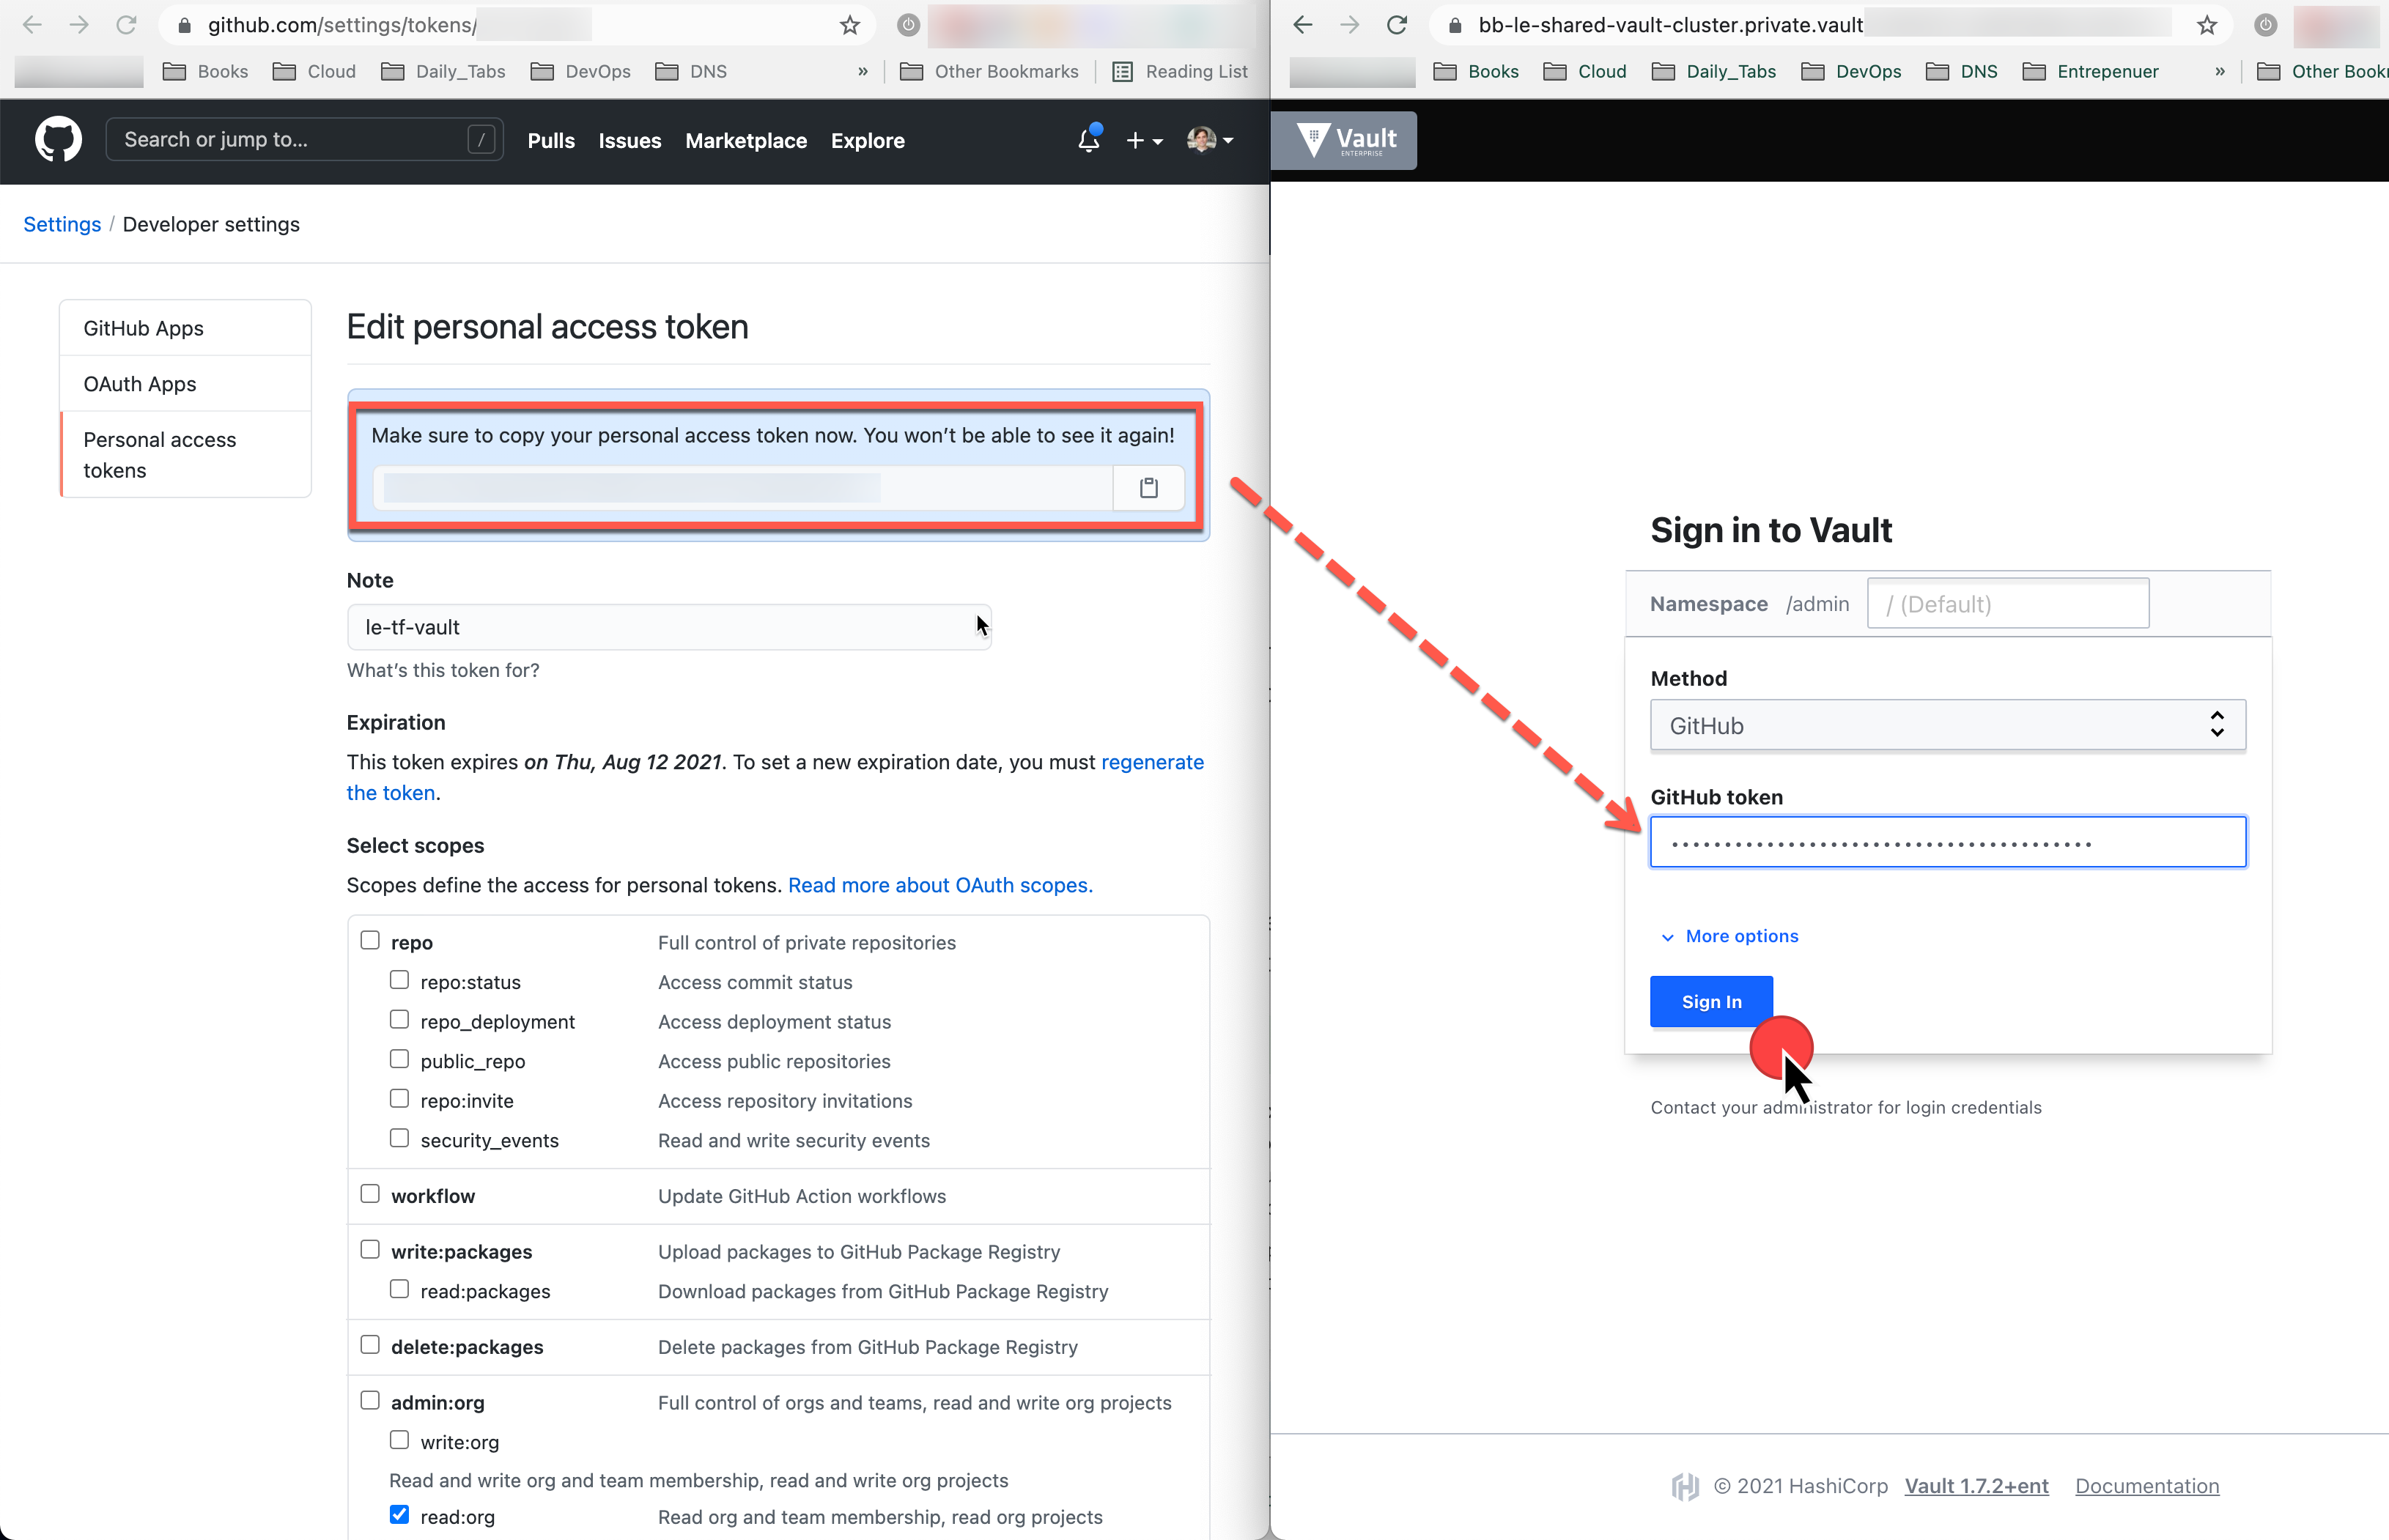 github.com/settings/tokens/
Books
Cloud
Daily_Tabs
DevOps
DNS
»
Other Bookmarks
Reading List
Search or jump to...
/
Pulls
Issues
Marketplace
Explore
Settings / Developer settings
GitHub Apps
OAuth Apps
Personal access
tokens
Edit personal access token
Make sure to copy your personal access token now. You won't be able to see it again!
Note
le-tf-vault
What's this token for?
Expiration
This token expires on Thu, Aug 12 2021. To set a new expiration date, you must regenerate
the token.
Select scopes
Scopes define the access for personal tokens. Read more about OAuth scopes.
repo Full control of private repositories
repo:status Access commit status
repo_deployment Access deployment status
public_repo Access public repositories
repo:invite Access repository invitations
security_events Read and write security events
workflow Update GitHub Action workflows
write:packages Upload packages to GitHub Package Registry
read:packages Download packages from GitHub Package Registry
delete:packages Delete packages from GitHub Package Registry
admin:org Full control of orgs and teams, read and write org projects
write:org
Read and write org and team membership, read and write org projects
read:org Read org and team membership, read org projects
bb-le-shared-vault-cluster.private.vault
Books
Cloud
Daily_Tabs
DevOps
DNS
Entrepenuer
»
Other Book
Vault
ENTERPRISE
Sign in to Vault
Namespace /admin / (Default)
Method
GitHub
GitHub token
••••••••••••••••••••••••••••••••••••••••
More options
Sign In
Contact your administrator for login credentials
© 2021 HashiCorp Vault 1.7.2+ent Documentation